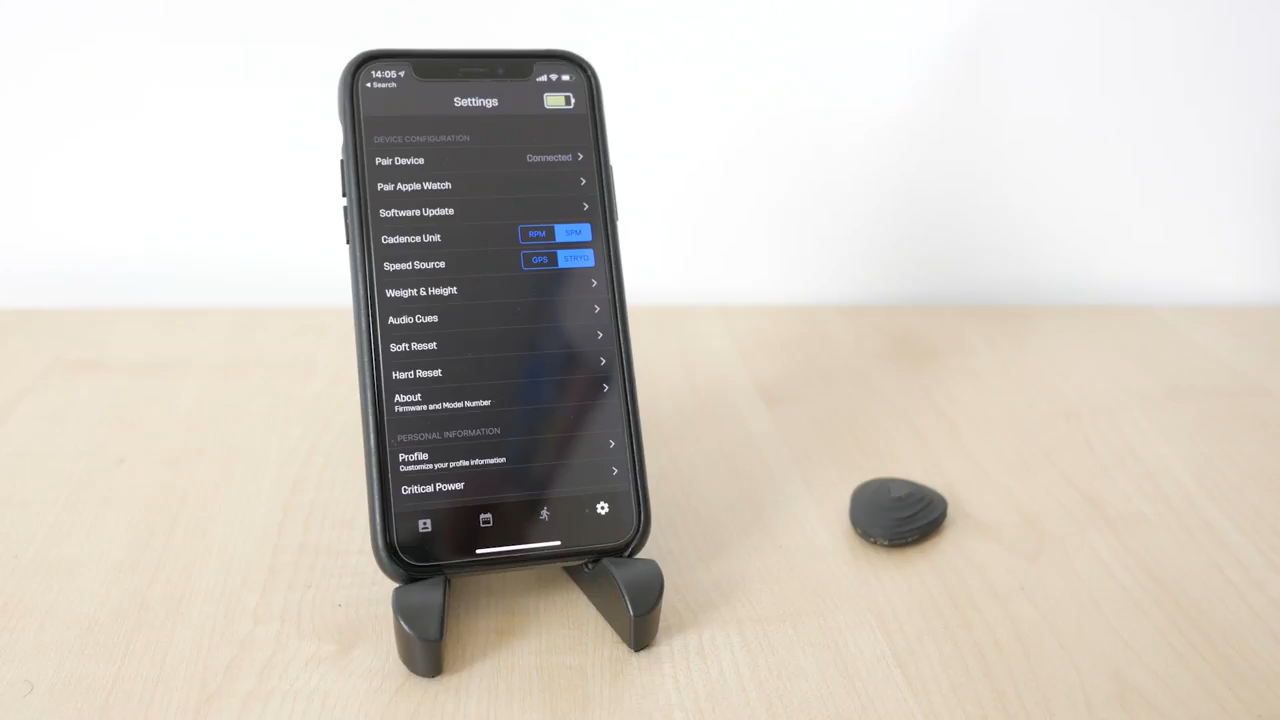 14:05
Search
Settings
DEVICE CONFIGURATION
Pair Device Connected
Pair Apple Watch
Software Update
Cadence Unit RPM SPM
Speed Source GPS STRYD
Weight & Height
Audio Cues
Soft Reset
Hard Reset
About
Firmware and Model Number
PERSONAL INFORMATION
Profile
Customize your profile information
Critical Power